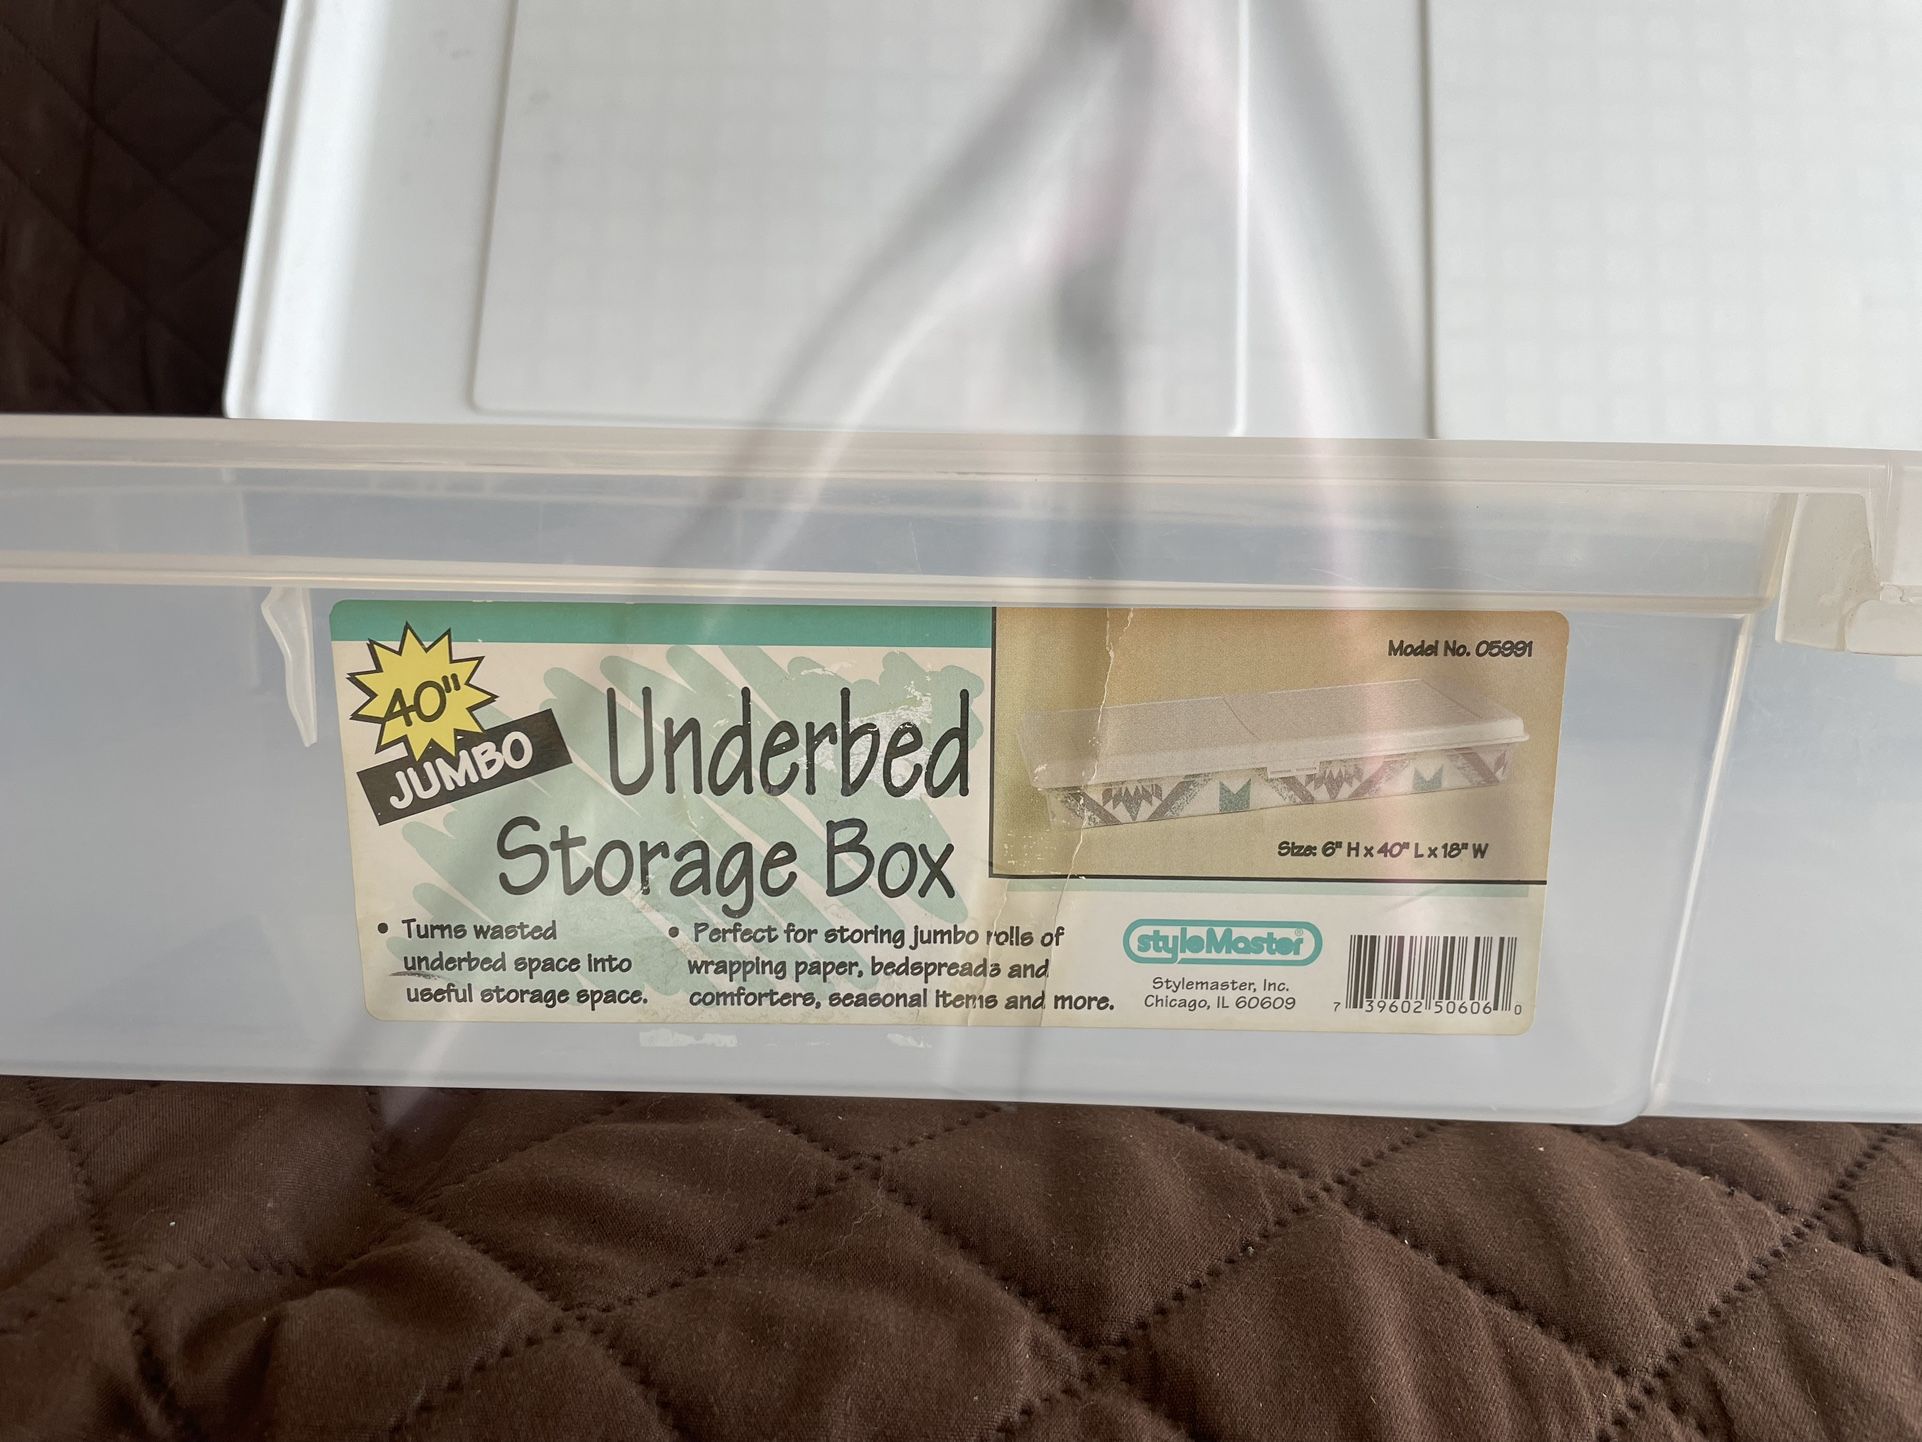 40"
JUMBO
Underbed
Storage Box
• Turns wasted
underbed space into
useful storage space.
• Perfect for storing jumbo rolls of
wrapping paper, bedspreads and
comforters, seasonal items and more.
Model No. 05991
Size: 6" H x 40" L x 18" W
styleMaster®
Stylemaster, Inc.
Chicago, IL 60609
7 39602 50606 0